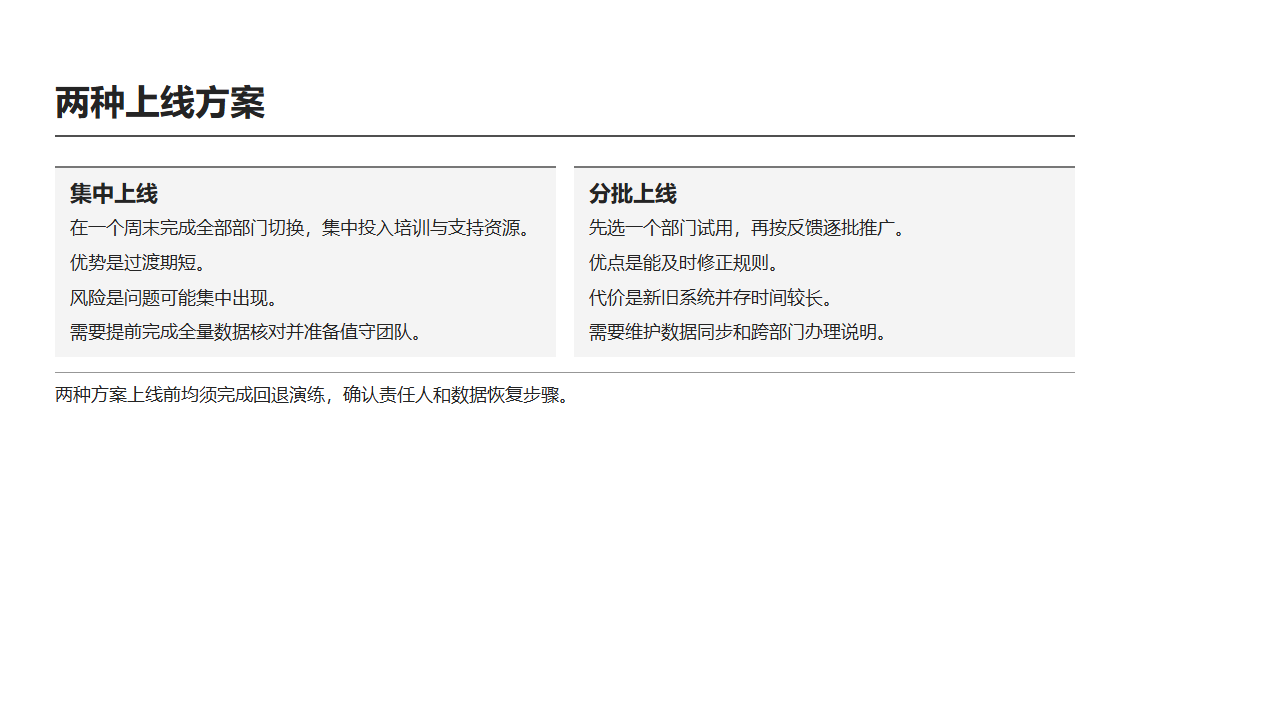 两种上线方案
集中上线
在一个周末完成全部部门切换，集中投入培训与支持资源。
优势是过渡期短。
风险是问题可能集中出现。
需要提前完成全量数据核对并准备值守团队。
分批上线
先选一个部门试用，再按反馈逐批推广。
优点是能及时修正规则。
代价是新旧系统并存时间较长。
需要维护数据同步和跨部门办理说明。
两种方案上线前均须完成回退演练，确认责任人和数据恢复步骤。